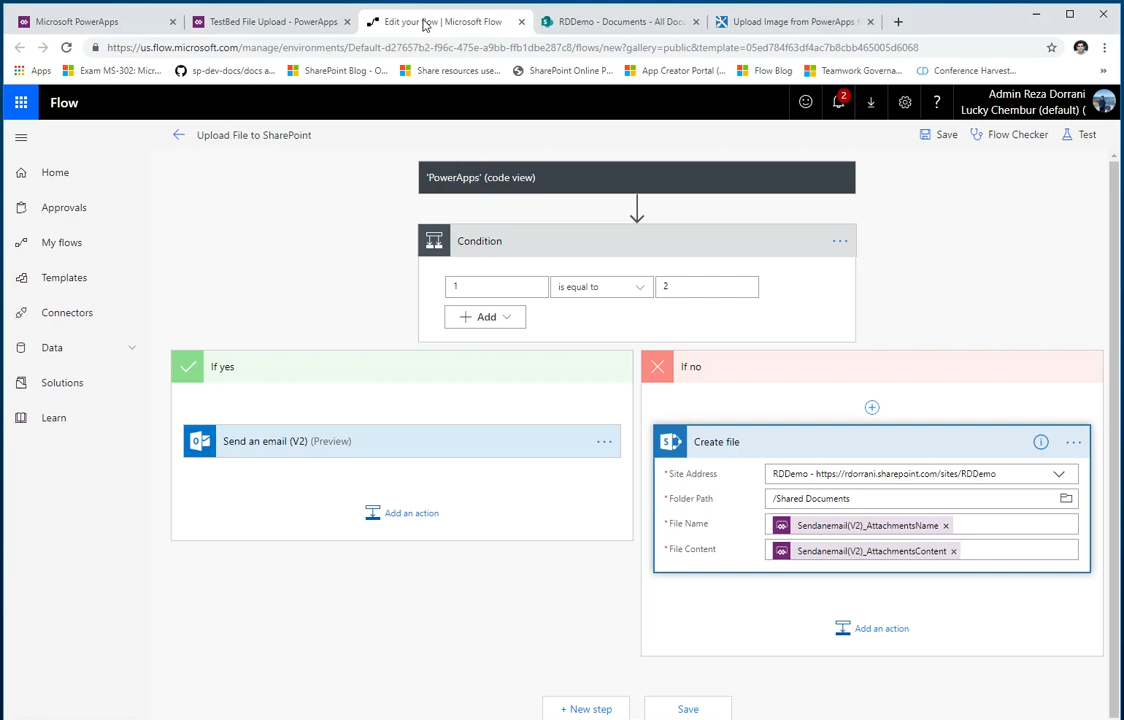 Microsoft PowerApps
TestBed File Upload - PowerApps
Edit your flow | Microsoft Flow
RDDemo - Documents - All Doc
Upload Image from PowerApps
https://us.flow.microsoft.com/manage/environments/Default-d27657b2-f96c-475e-a9bb-ffb1dbe287c8/flows/new?gallery=public&template=05ed784f63df4ac7b8cbb465005d6068
Apps
Exam MS-302: Micr...
sp-dev-docs/docs a...
SharePoint Blog - O...
Share resources use...
SharePoint Online P...
App Creator Portal (...
Flow Blog
Teamwork Governa...
Conference Harvest...
»
Flow
2
?
Admin Reza Dorrani
Lucky Chembur (default) (
Upload File to SharePoint
Save
Flow Checker
Test
Home
Approvals
My flows
Templates
Connectors
Data
Solutions
Learn
'PowerApps' (code view)
Condition
1
is equal to
2
Add
If yes
Send an email (V2) (Preview)
Add an action
If no
Create file
* Site Address
RDDemo - https://rdorrani.sharepoint.com/sites/RDDemo
* Folder Path
/Shared Documents
* File Name
Sendanemail(V2)_AttachmentsName ×
* File Content
Sendanemail(V2)_AttachmentsContent ×
Add an action
+ New step
Save